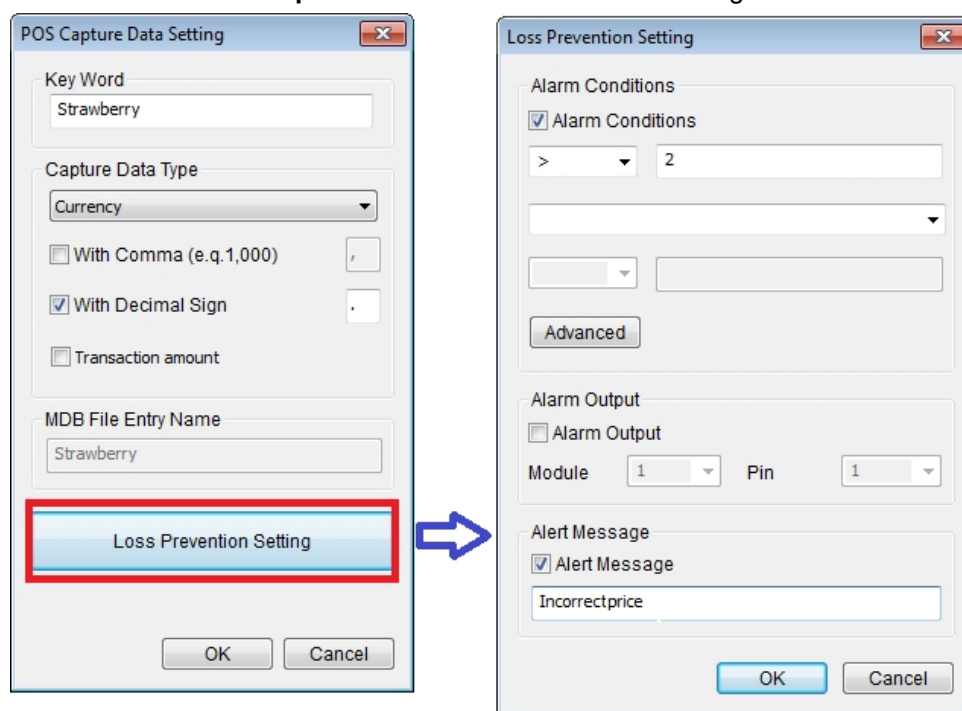 POS Capture Data Setting
Key Word
Strawberry
Capture Data Type
Currency
With Comma (e.q.1,000) ,
With Decimal Sign .
Transaction amount
MDB File Entry Name
Strawberry
Loss Prevention Setting
OK Cancel
Loss Prevention Setting
Alarm Conditions
Alarm Conditions
> 2
Advanced
Alarm Output
Alarm Output
Module 1 Pin 1
Alert Message
Alert Message
Incorrectprice
OK Cancel